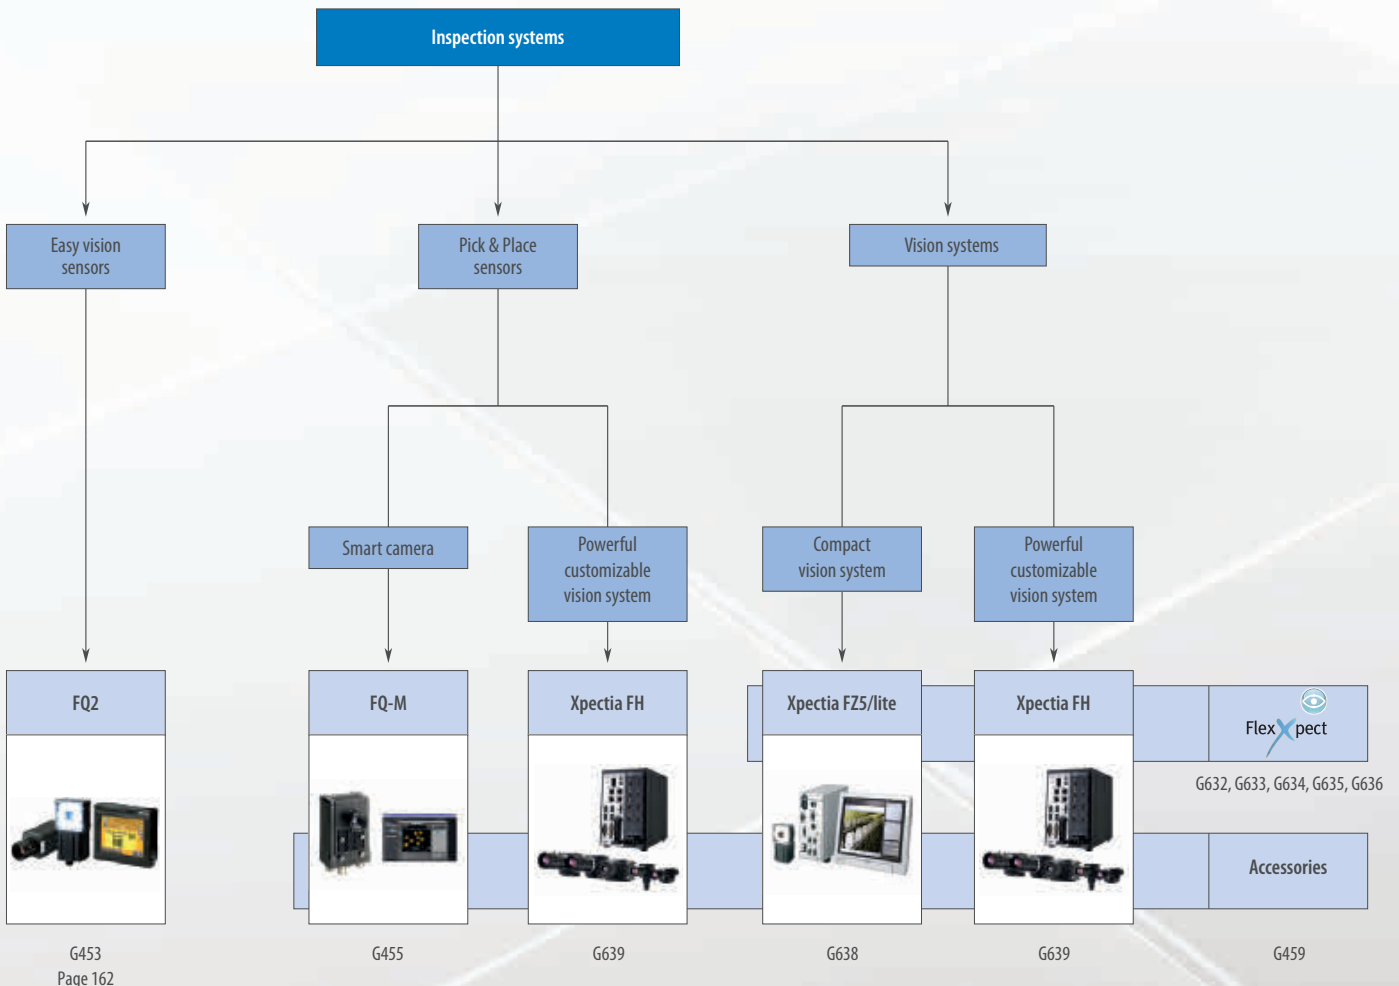 Inspection systems
Easy vision
sensors
Pick & Place
sensors
Vision systems
Smart camera
Powerful
customizable
vision system
Compact
vision system
Powerful
customizable
vision system
FQ2
FQ-M
Xpectia FH
Xpectia FZ5/lite
Xpectia FH
FlexXpect
G632, G633, G634, G635, G636
Accessories
G453
Page 162
G455
G639
G638
G639
G459